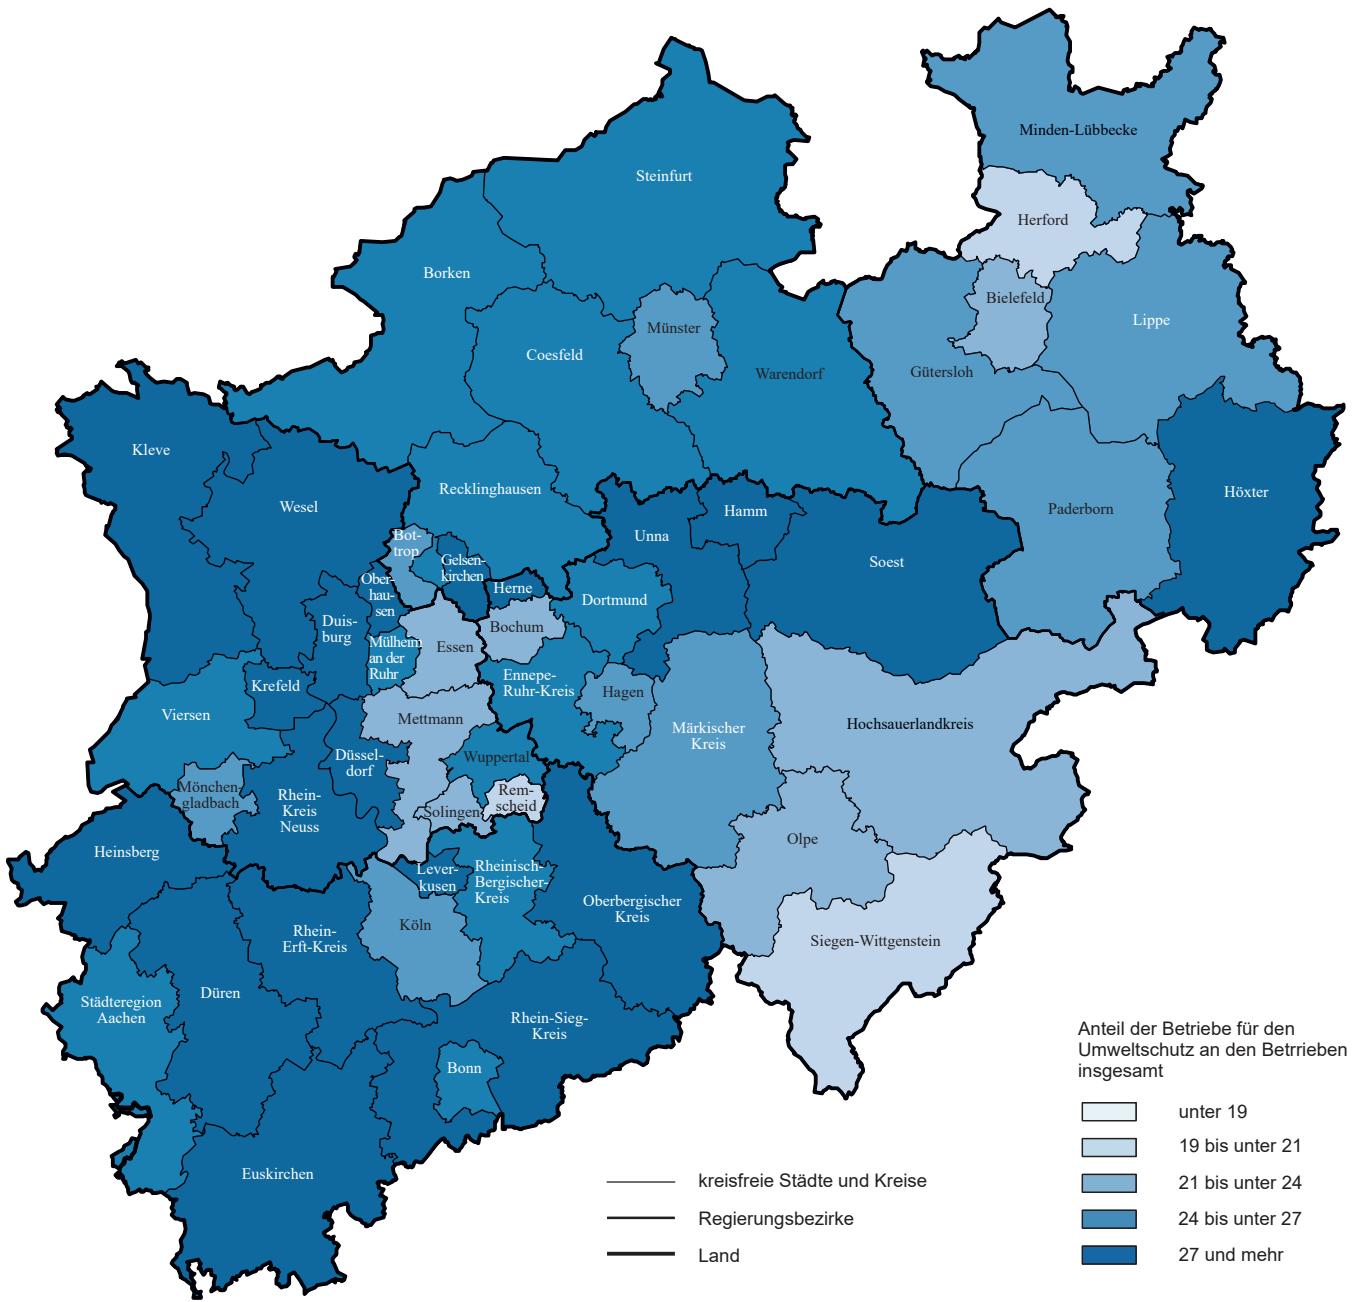 Minden-Lübbecke
Steinfurt
Herford
Borken
Bielefeld
Lippe
Münster
Coesfeld
Gütersloh
Warendorf
Kleve
Recklinghausen
Höxter
Wesel
Paderborn
Hamm
Unna
Bot-
trop
Gelsen-
kirchen
Soest
Ober-
hau-
sen
Herne
Dortmund
Duis-
burg
Bochum
Mülheim
an der
Ruhr
Essen
Ennepe-
Ruhr-Kreis
Krefeld
Hagen
Viersen
Mettmann
Hochsauerlandkreis
Märkischer
Kreis
Düssel-
dorf
Wuppertal
Mönchen-
gladbach
Rhein-
Kreis
Neuss
Rem-
scheid
Solingen
Olpe
Heinsberg
Lever-
kusen
Rheinisch-
Bergischer-
Kreis
Oberbergischer
Kreis
Köln
Rhein-
Erft-Kreis
Siegen-Wittgenstein
Düren
Städteregion
Aachen
Rhein-Sieg-
Kreis
Bonn
Euskirchen
Anteil der Betriebe für den
Umweltschutz an den Betrrieben
insgesamt
unter 19
19 bis unter 21
21 bis unter 24
24 bis unter 27
27 und mehr
kreisfreie Städte und Kreise
Regierungsbezirke
Land